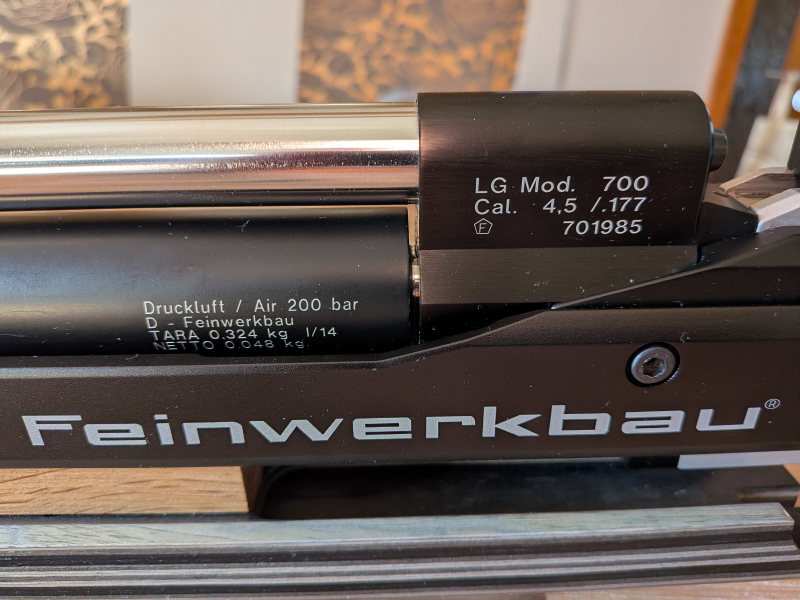 LG Mod. 700
Cal. 4,5 /.177
F 701985
Druckluft / Air 200 bar
D - Feinwerkbau
TARA 0.324 kg I/14
NETTO 0.048 kg
Feinwerkbau®